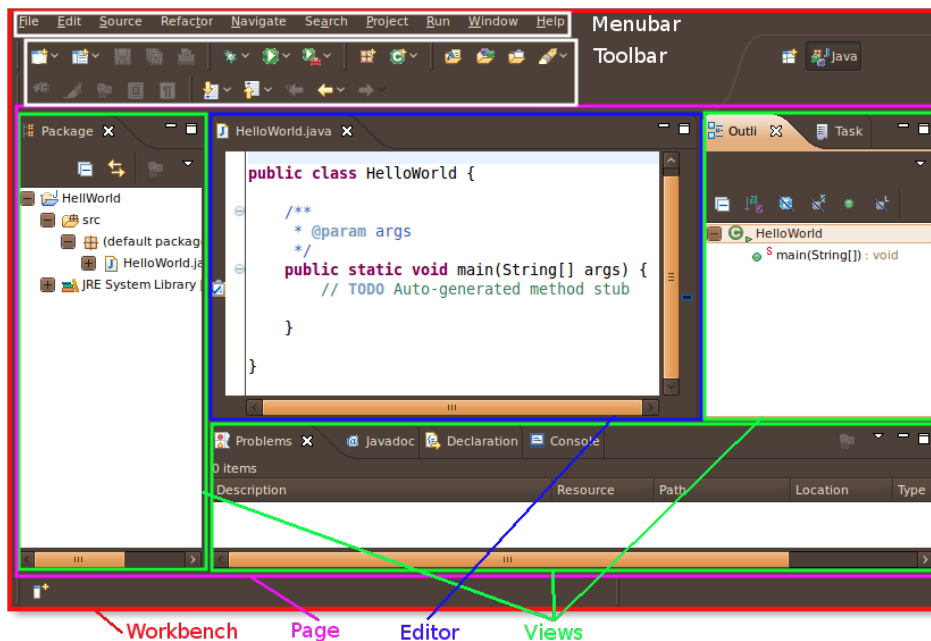 File Edit Source Refactor Navigate Search Project Run Window Help
Menubar
Toolbar
Java
Package
HelloWorld.java
Outli
Task
HellWorld
src
(default packag
HelloWorld.ja
JRE System Library [
public class HelloWorld {
/**
* @param args
*/
public static void main(String[] args) {
// TODO Auto-generated method stub
}
}
HelloWorld
main(String[]) : void
Problems
Javadoc
Declaration
Console
0 items
Description Resource Path Location Type
Workbench
Page
Editor
Views